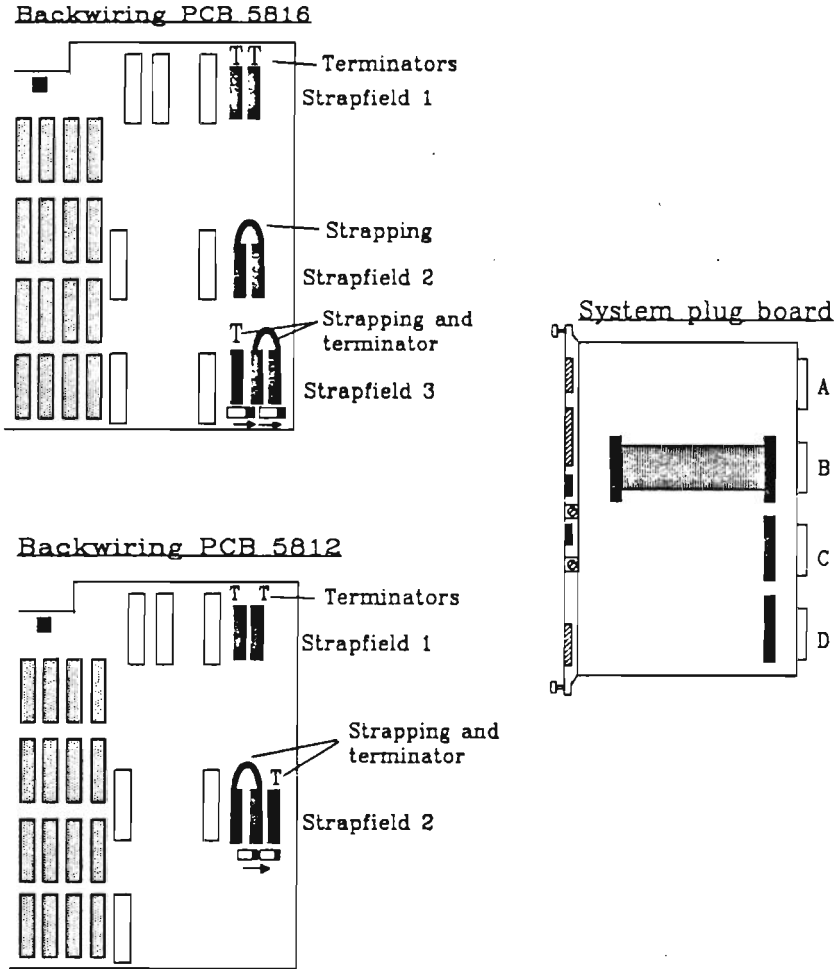 Backwiring PCB 5816
T T
Terminators
Strapfield 1
Strapping
Strapfield 2
T
Strapping and
terminator
Strapfield 3
System plug board
A
B
C
D
Backwiring PCB 5812
T T
Terminators
Strapfield 1
Strapping and
terminator
T
Strapfield 2